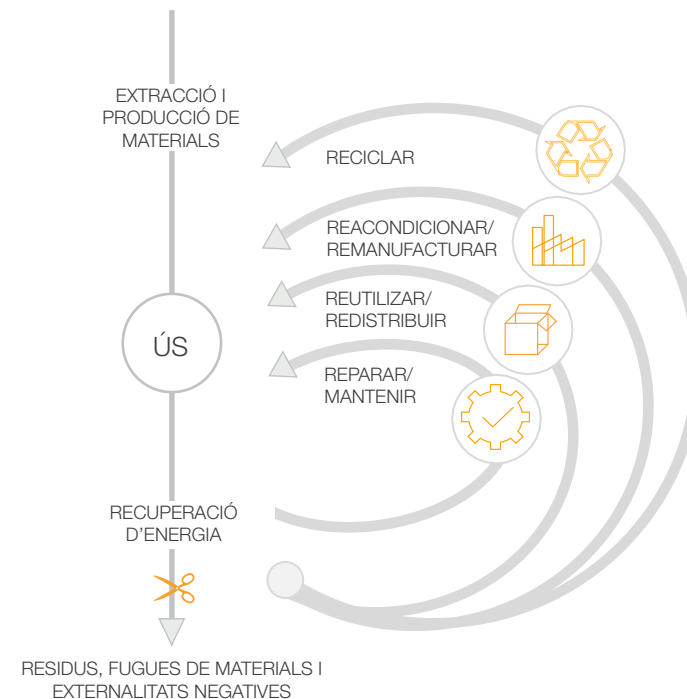 EXTRACCIÓ I
PRODUCCIÓ DE
MATERIALS
RECICLAR
REACONDICIONAR/
REMANUFACTURAR
REUTILIZAR/
REDISTRIBUIR
ÚS
REPARAR/
MANTENIR
RECUPERACIÓ
D'ENERGIA
RESIDUS, FUGUES DE MATERIALS I
EXTERNALITATS NEGATIVES